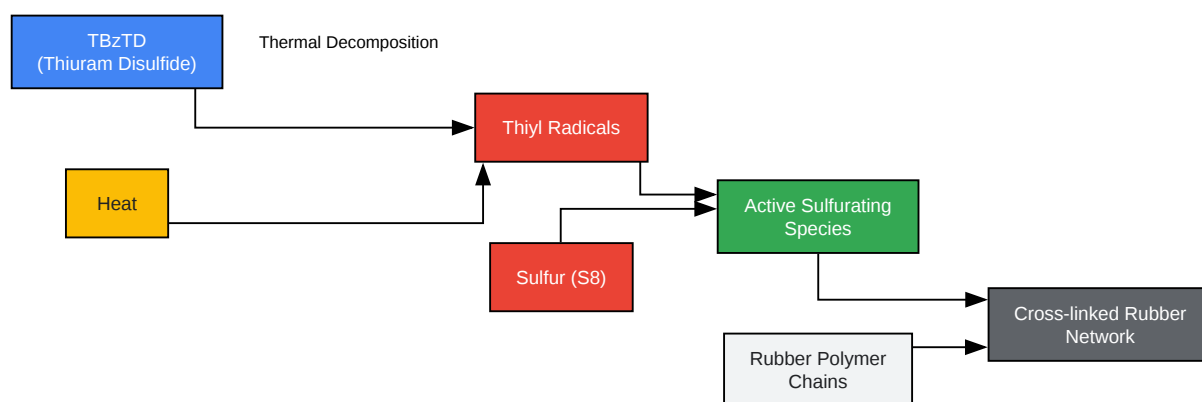 TBzTD
(Thiuram Disulfide)
Thermal Decomposition
Thiyl Radicals
Heat
Active Sulfurating
Species
Sulfur (S8)
Cross-linked Rubber
Network
Rubber Polymer
Chains